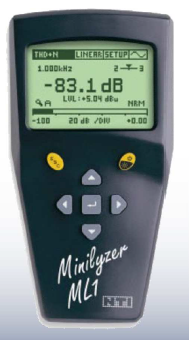 THD+N LINEAR SETUP
1.000kHz 2 3
-83.1 dB
LVL:+5.04 dBu
A NRM
-100 20 dB /DIV +0.00
Minilyzer
ML1